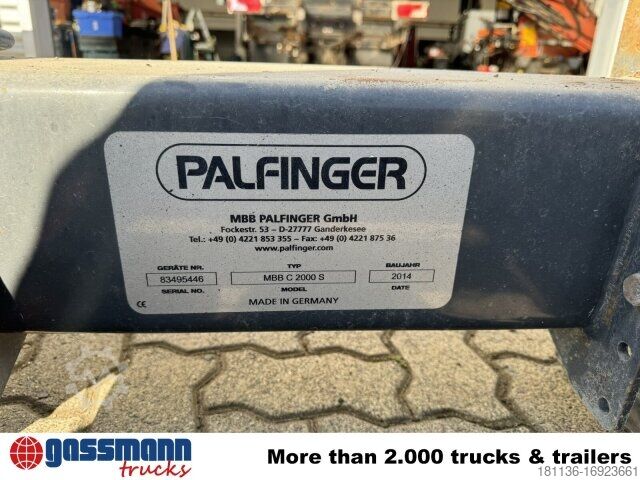 PALFINGER
MBB PALFINGER GmbH
Fockestr. 53 – D-27777 Ganderkesee
Tel.: +49 (0) 4221 853 355 – Fax: +49 (0) 4221 875 36
www.palfinger.com
GERÄTE NR. TYP BAUJAHR
83495446 MBB C 2000 S 2014
SERIAL NO. MODEL DATE
CE MADE IN GERMANY
gassmann trucks
More than 2.000 trucks & trailers
181136-16923661